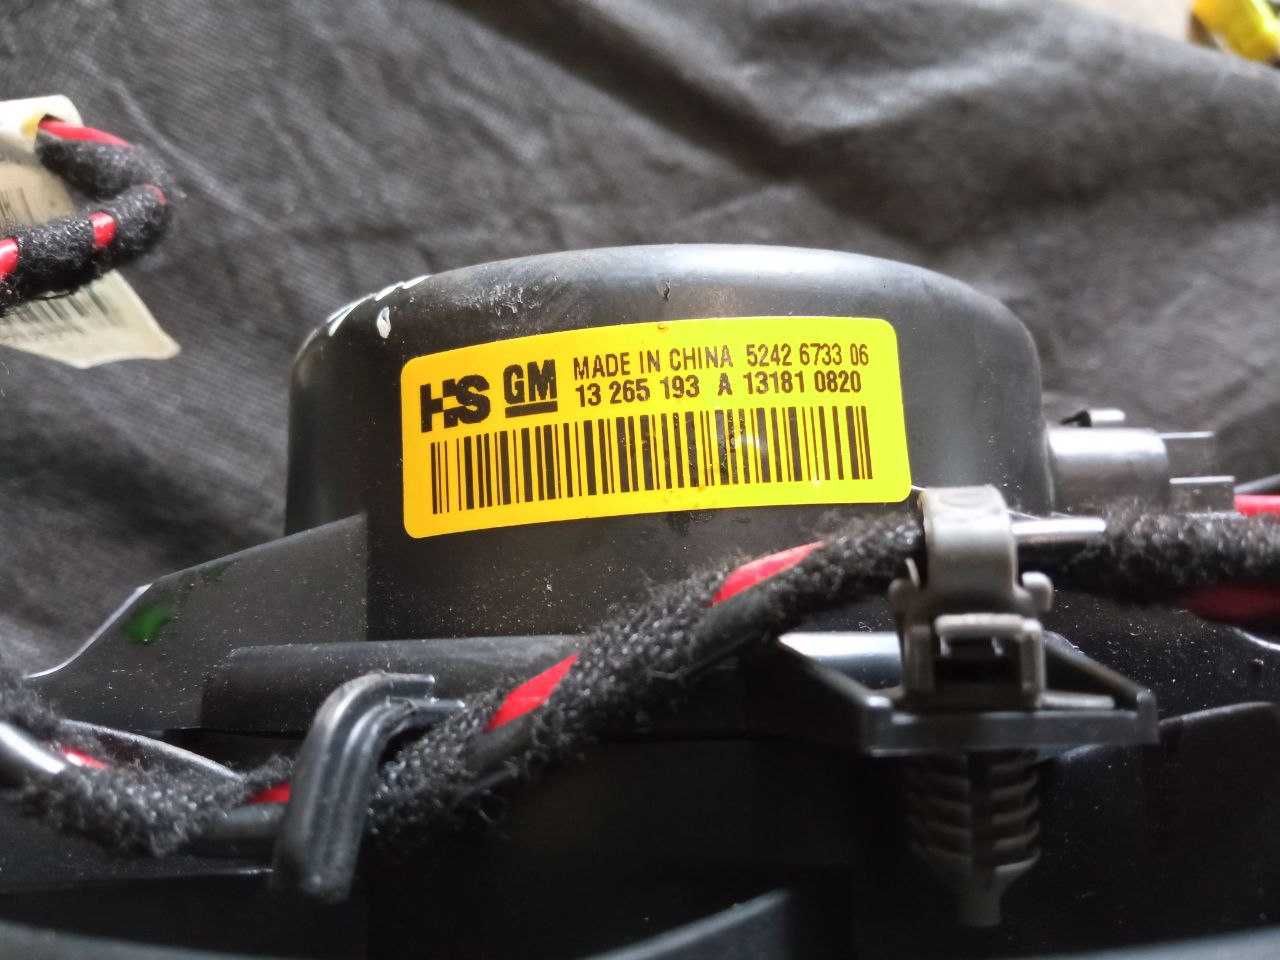 HS GM MADE IN CHINA 5242 6733 06
13 265 193 A 13181 0820